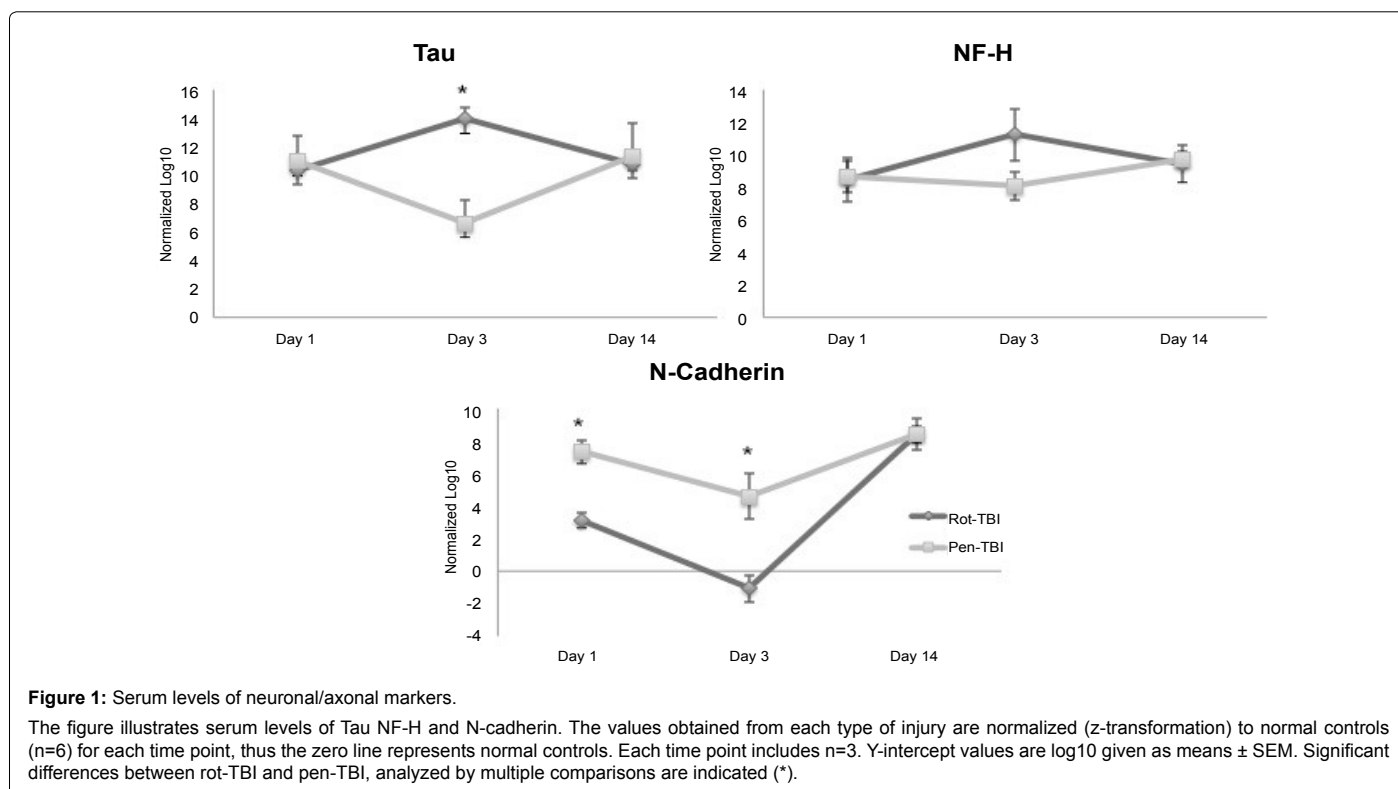 Tau
*
16
14
12
10
8
6
4
2
0
Normalized Log10
Day 1 Day 3 Day 14
NF-H
14
12
10
8
6
4
2
0
Normalized Log10
Day 1 Day 3 Day 14
N-Cadherin
* *
10
8
6
4
2
0
-2
-4
Normalized Log10
Rot-TBI
Pen-TBI
Day 1 Day 3 Day 14
Figure 1: Serum levels of neuronal/axonal markers.
The figure illustrates serum levels of Tau NF-H and N-cadherin. The values obtained from each type of injury are normalized (z-transformation) to normal controls
(n=6) for each time point, thus the zero line represents normal controls. Each time point includes n=3. Y-intercept values are log10 given as means ± SEM. Significant
differences between rot-TBI and pen-TBI, analyzed by multiple comparisons are indicated (*).